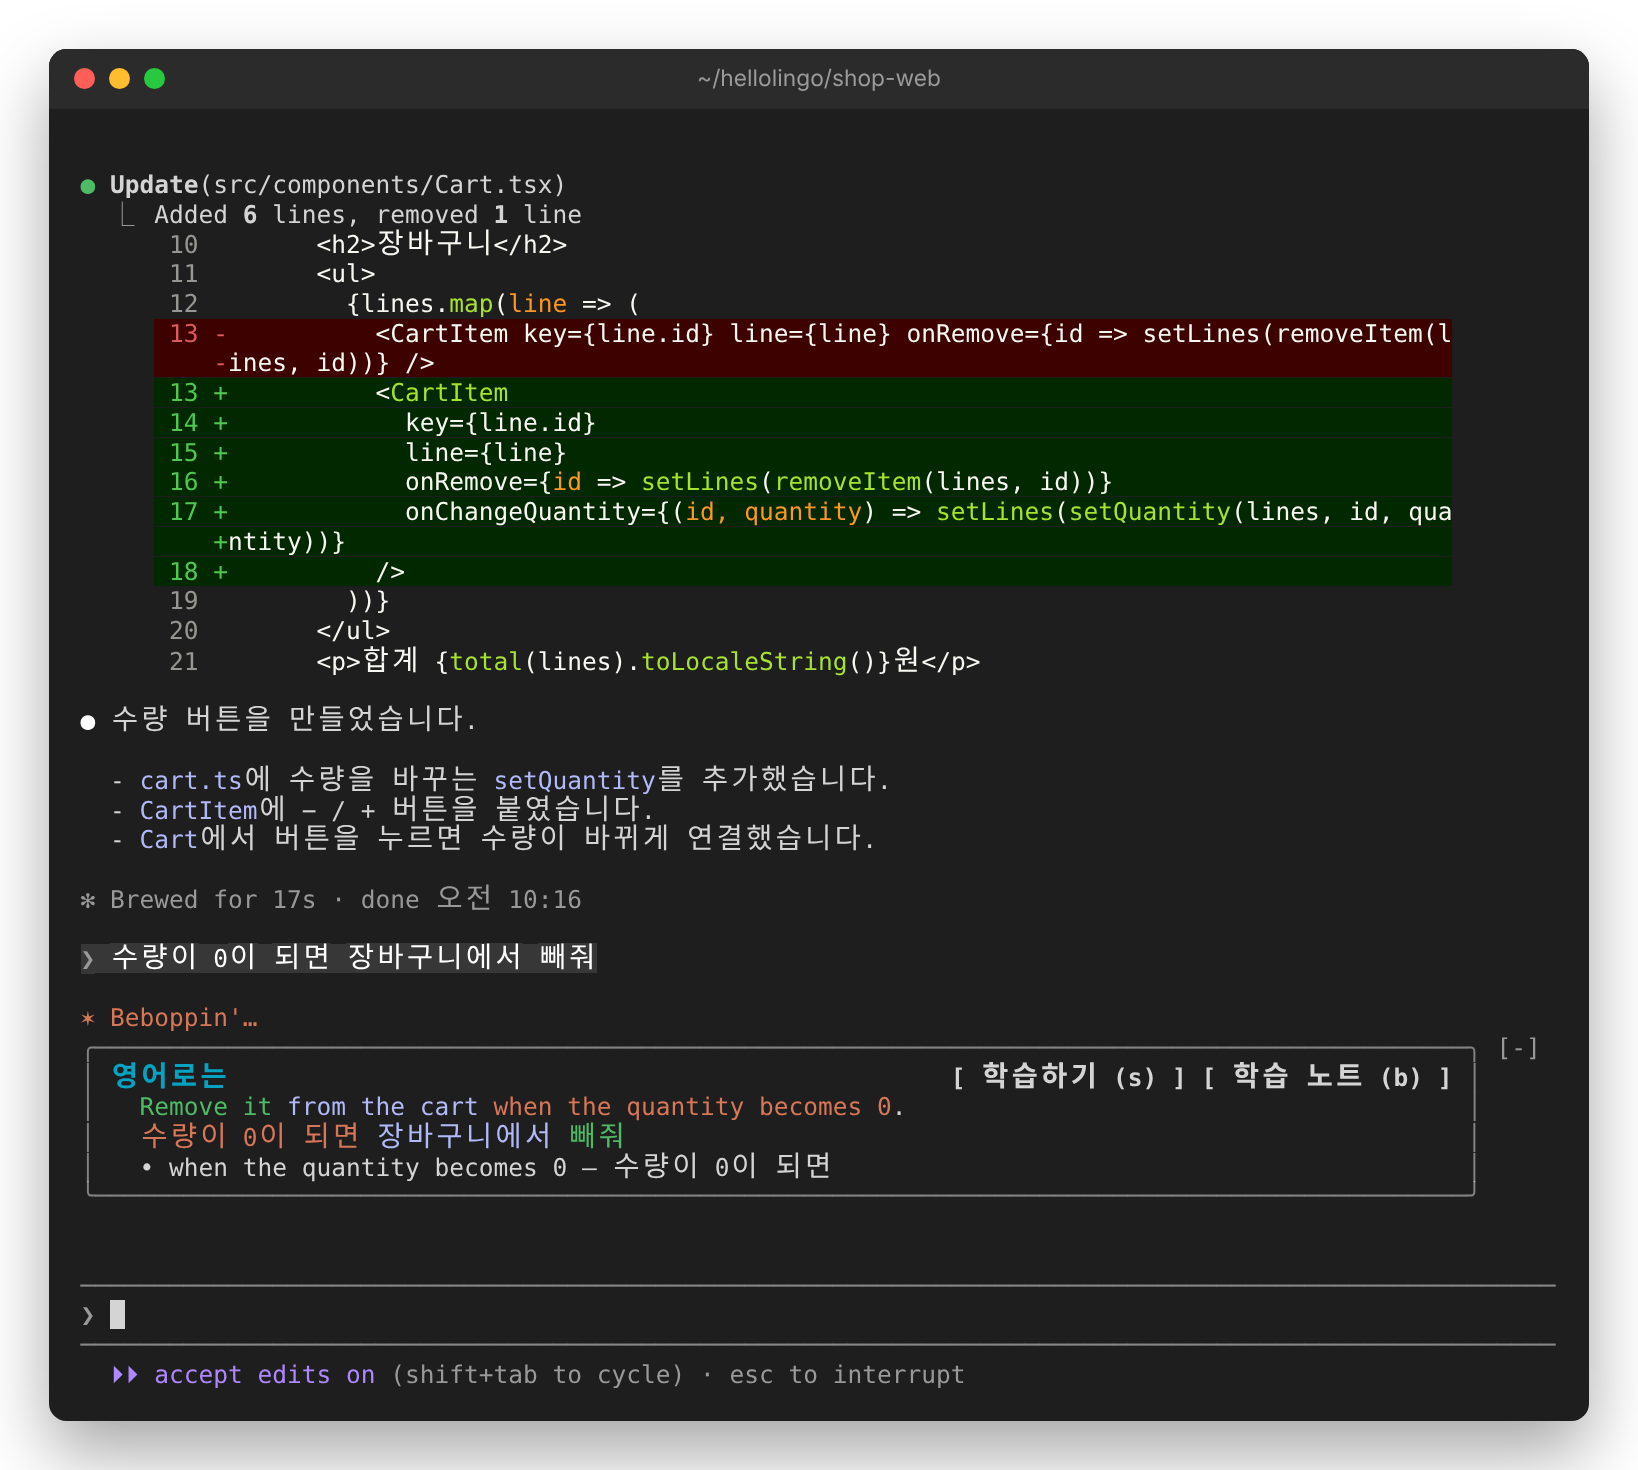 ~/hellolingo/shop-web
● Update(src/components/Cart.tsx)
⎿ Added 6 lines, removed 1 line
10       <h2>장바구니</h2>
11       <ul>
12         {lines.map(line => (
13 -          <CartItem key={line.id} line={line} onRemove={id => setLines(removeItem(l
-ines, id))} />
13 +          <CartItem
14 +            key={line.id}
15 +            line={line}
16 +            onRemove={id => setLines(removeItem(lines, id))}
17 +            onChangeQuantity={(id, quantity) => setLines(setQuantity(lines, id, qua
+ntity))}
18 +          />
19         ))}
20       </ul>
21       <p>합계 {total(lines).toLocaleString()}원</p>
● 수량 버튼을 만들었습니다.
- cart.ts에 수량을 바꾸는 setQuantity를 추가했습니다.
- CartItem에 − / + 버튼을 붙였습니다.
- Cart에서 버튼을 누르면 수량이 바뀌게 연결했습니다.
✻ Brewed for 17s · done 오전 10:16
❯ 수량이 0이 되면 장바구니에서 빼줘
✶ Beboppin'…
[-]
영어로는 [ 학습하기 (s) ] [ 학습 노트 (b) ]
Remove it from the cart when the quantity becomes 0.
수량이 0이 되면 장바구니에서 빼줘
• when the quantity becomes 0 — 수량이 0이 되면
❯
⏵⏵ accept edits on (shift+tab to cycle) · esc to interrupt